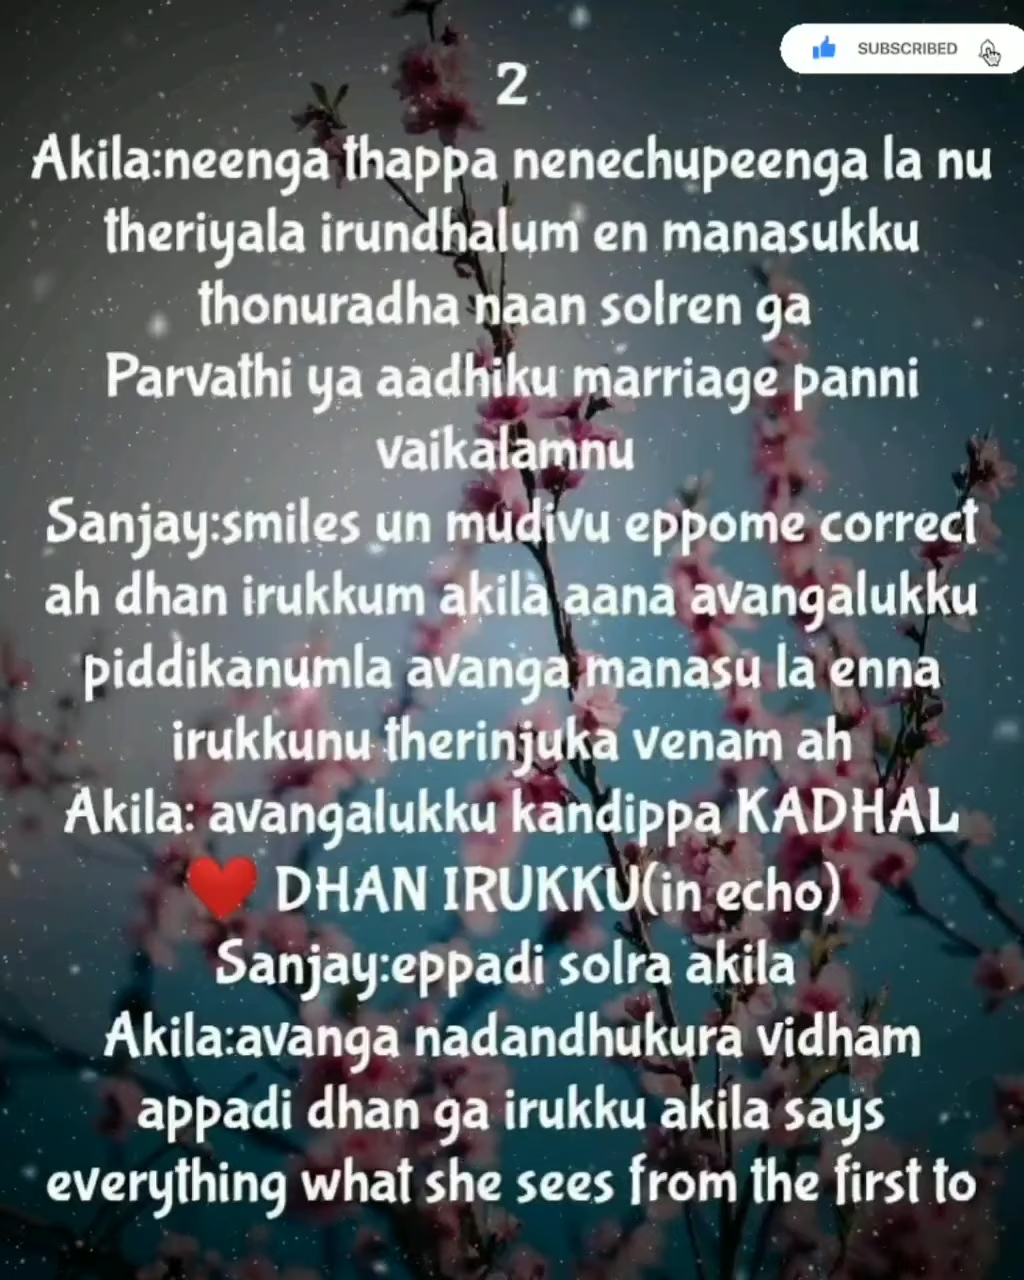 SUBSCRIBED
2
Akila:neenga thappa nenechupeenga la nu
theriyala irundhalum en manasukku
thonuradha naan solren ga
Parvathi ya aadhiku marriage panni
vaikalamnu
Sanjay:smiles un mudivu eppome correct
ah dhan irukkum akila aana avangalukku
piddikanumla avanga manasu la enna
irukkunu therinjuka venam ah
Akila: avangalukku kandippa KADHAL
❤️ DHAN IRUKKU(in echo)
Sanjay:eppadi solra akila
Akila:avanga nadandhukura vidham
appadi dhan ga irukku akila says
everything what she sees from the first to